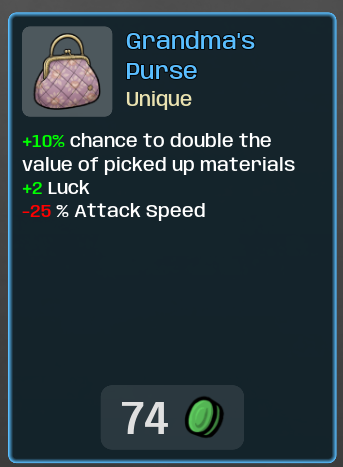 Grandma's
Purse
Unique
+10% chance to double the
value of picked up materials
+2 Luck
-25 % Attack Speed
74